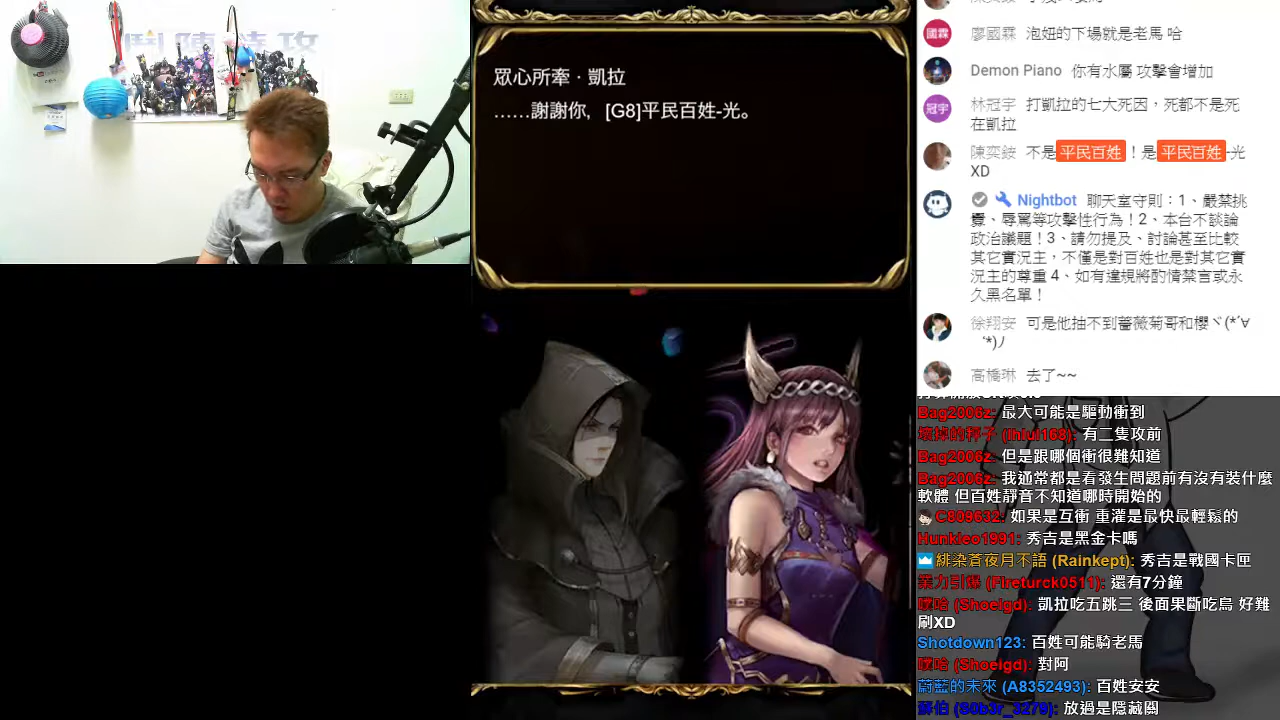 眾心所牽·凱拉
……謝謝你, [G8]平民百姓-光。
廖國霖 泡妞的下場就是老馬 哈
Demon Piano 你有水屬 攻擊會增加
林冠宇 打凱拉的七大死因，死都不是死
在凱拉
陳奕銨 不是 平民百姓！是 平民百姓-光
XD
Nightbot 聊天室守則：1、嚴禁挑
釁、辱罵等攻擊性行為！2、本台不談論
政治議題！3、請勿提及、討論甚至比較
其它實況主，不僅是對百姓也是對其它實
況主的尊重 4、如有違規將酌情禁言或永
久黑名單！
徐翔安 可是他抽不到薔薇菊哥和櫻ヾ(*´∀
‵*)ﾉ
高橋琳 去了~~
Bag2006z: 最大可能是驅動衝到
壞掉的稃子 (lhlul168): 有二隻攻前
Bag2006z: 但是跟哪個衝很難知道
Bag2006z: 我通常都是看發生問題前有沒有裝什麼
軟體 但百姓靜音不知道哪時開始的
C809632: 如果是互衝 重灌是最快最輕鬆的
Hunkleo1991: 秀吉是黑金卡嗎
緋染蒼夜月不語 (Rainkept): 秀吉是戰國卡匣
業力引爆 (Fireturck0511): 還有7分鐘
噗哈 (Shoeigd): 凱拉吃五跳三 後面果斷吃鳥 好難
刷XD
Shotdown123: 百姓可能騎老馬
噗哈 (Shoeigd): 對阿
蔚藍的未來 (A8352493): 百姓安安
蘇伯 (S0b3r_3279): 放過是隱藏關